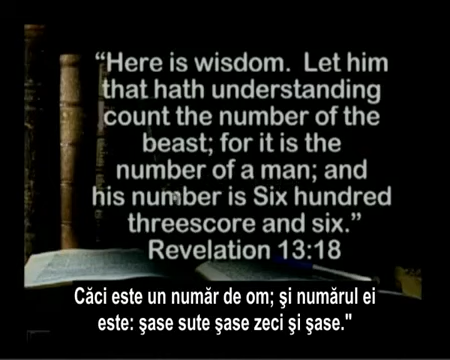 “Here is wisdom. Let him
that hath understanding
count the number of the
beast; for it is the
number of a man; and
his number is Six hundred
threescore and six.”
Revelation 13:18
Căci este un număr de om; şi numărul ei
este: şase sute şase zeci şi şase."